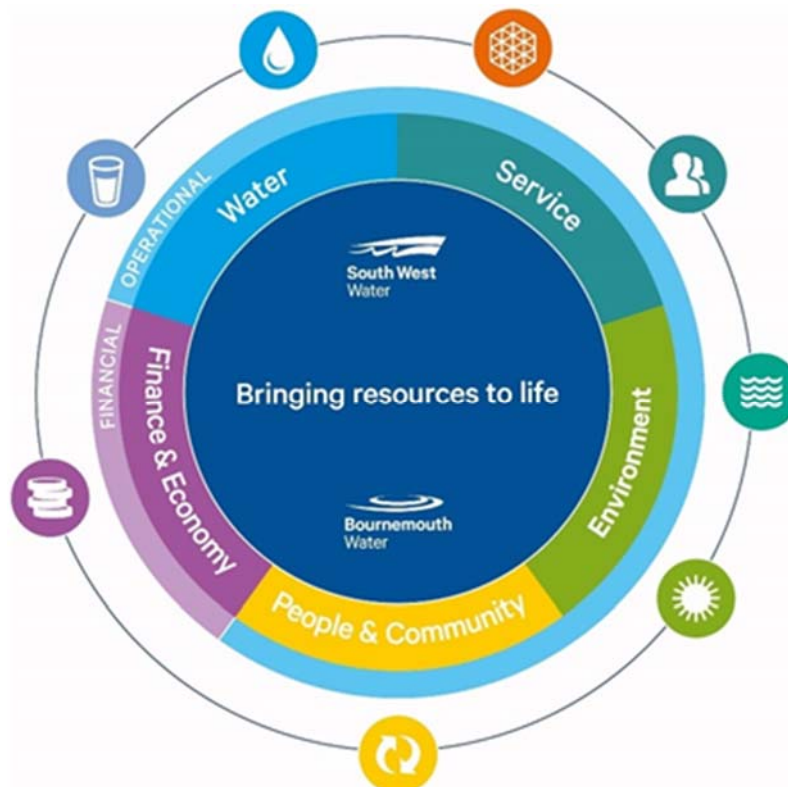 OPERATIONAL
Water
Service
South West
Water
FINANCIAL
Finance & Economy
Bringing resources to life
Environment
Bournemouth
Water
People & Community